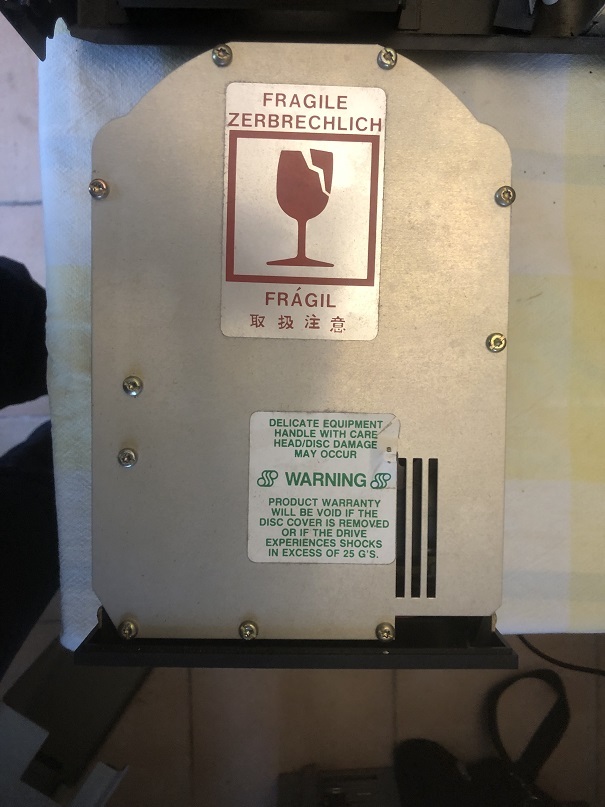 FRAGILE
ZERBRECHLICH
FRÁGIL
取扱注意
DELICATE EQUIPMENT
HANDLE WITH CARE
HEAD/DISC DAMAGE
MAY OCCUR
WARNING
PRODUCT WARRANTY
WILL BE VOID IF THE
DISC COVER IS REMOVED
OR IF THE DRIVE
EXPERIENCES SHOCKS
IN EXCESS OF 25 G'S.